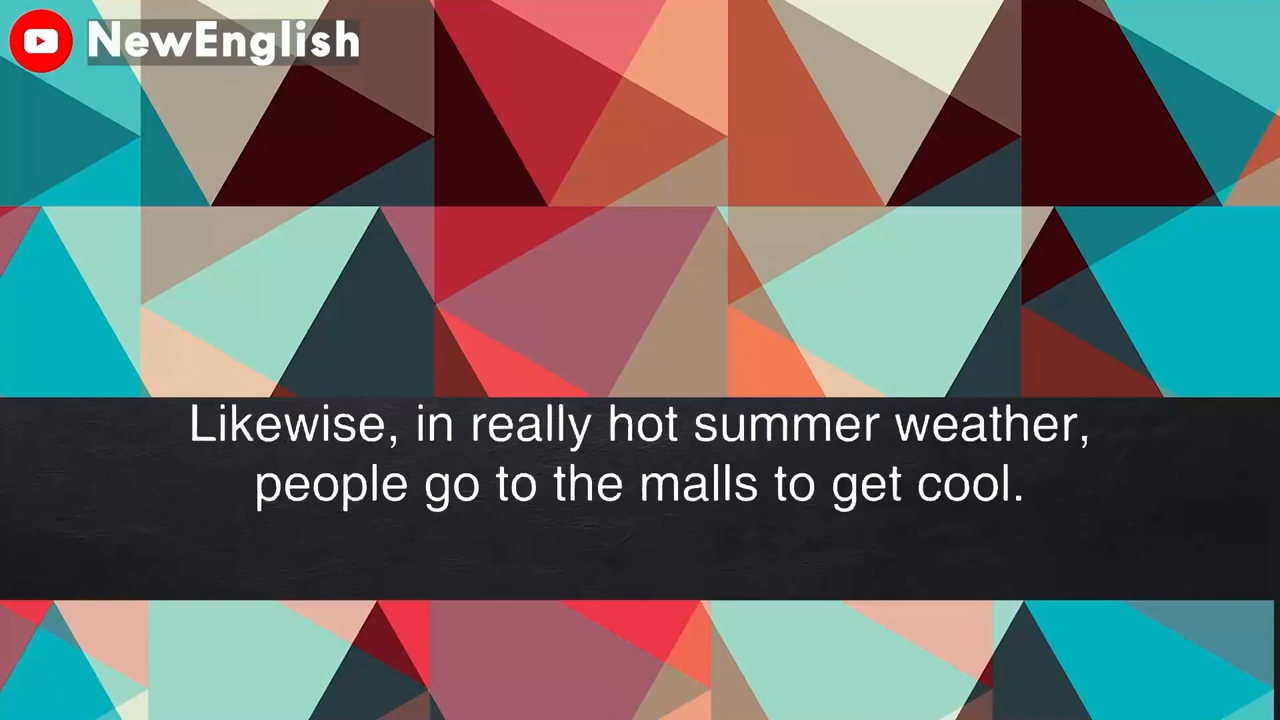 NewEnglish
Likewise, in really hot summer weather,
people go to the malls to get cool.